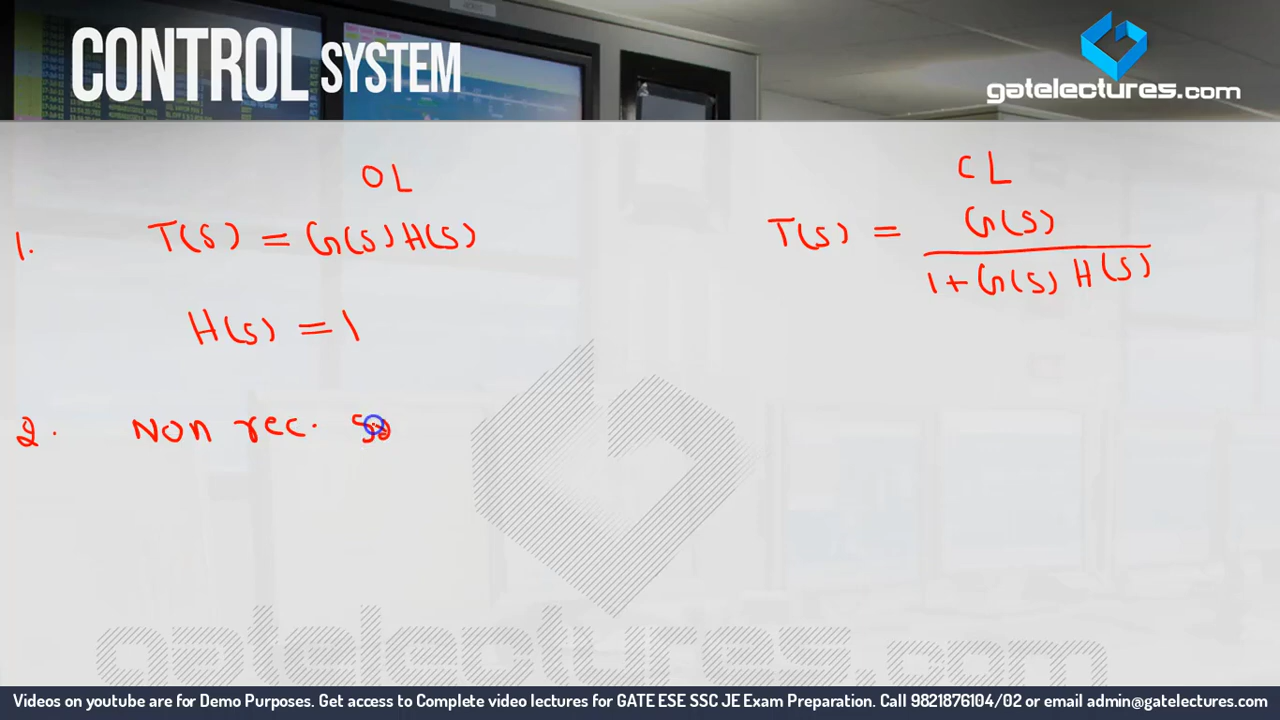 CONTROL SYSTEM
gatelectures.com
OL
CL
1. T(s) = G(s) H(s)
T(s) = G(s) / 1 + G(s) H(s)
H(s) = 1
2. Non rec.
gatelectures.com
Videos on youtube are for Demo Purposes. Get access to Complete video lectures for GATE ESE SSC JE Exam Preparation. Call 9821876104/02 or email admin@gatelectures.com